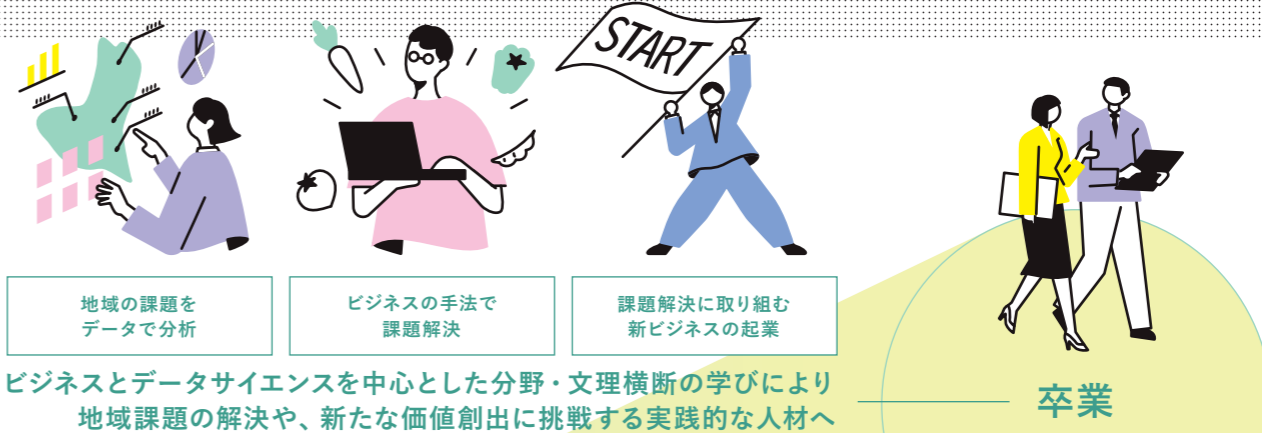 START
地域の課題を
データで分析
ビジネスの手法で
課題解決
課題解決に取り組む
新ビジネスの起業
ビジネスとデータサイエンスを中心とした分野・文理横断の学びにより
地域課題の解決や、新たな価値創出に挑戦する実践的な人材へ
卒業